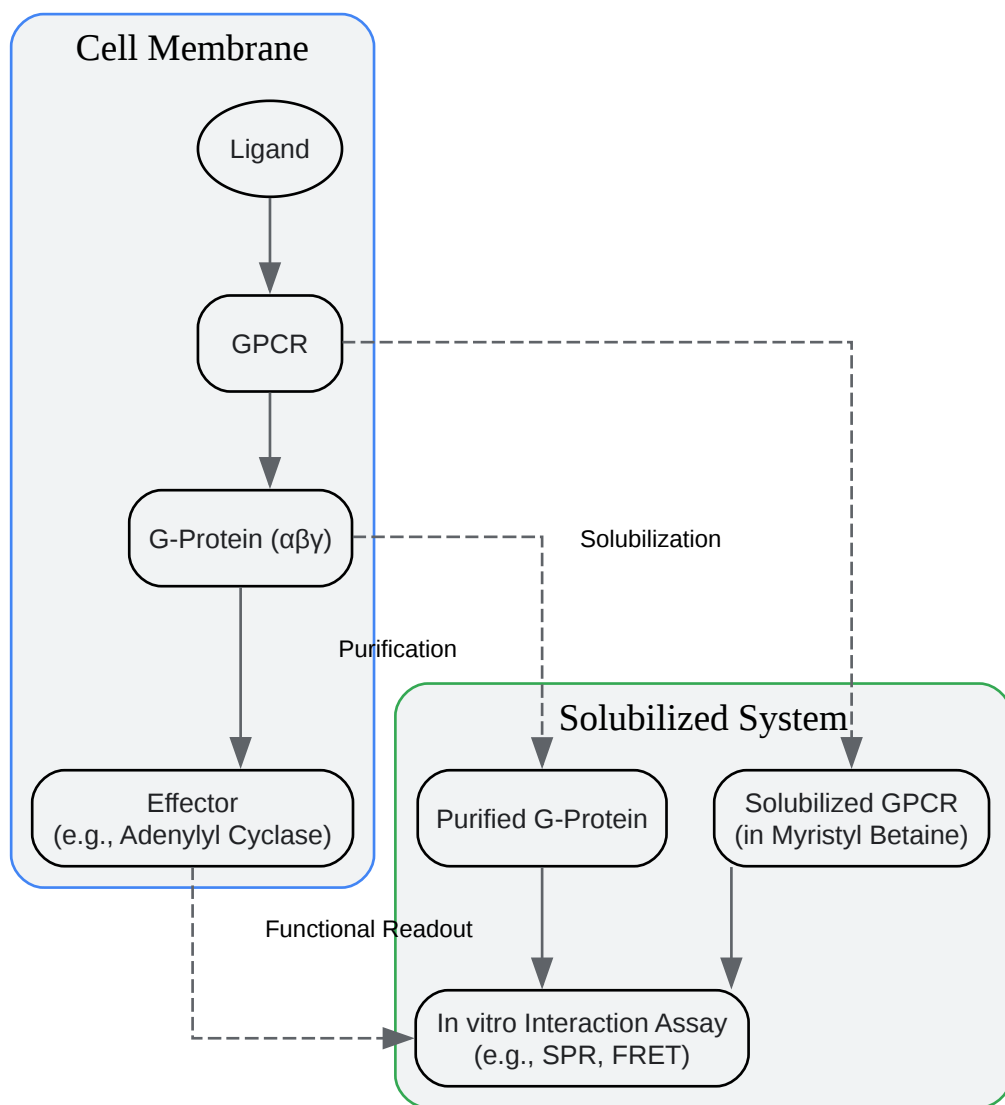 Cell Membrane
Ligand
GPCR
G-Protein (αβγ)
Solubilization
Purification
Solubilized System
Effector
(e.g., Adenylyl Cyclase)
Purified G-Protein
Solubilized GPCR
(in Myristyl Betaine)
Functional Readout
In vitro Interaction Assay
(e.g., SPR, FRET)